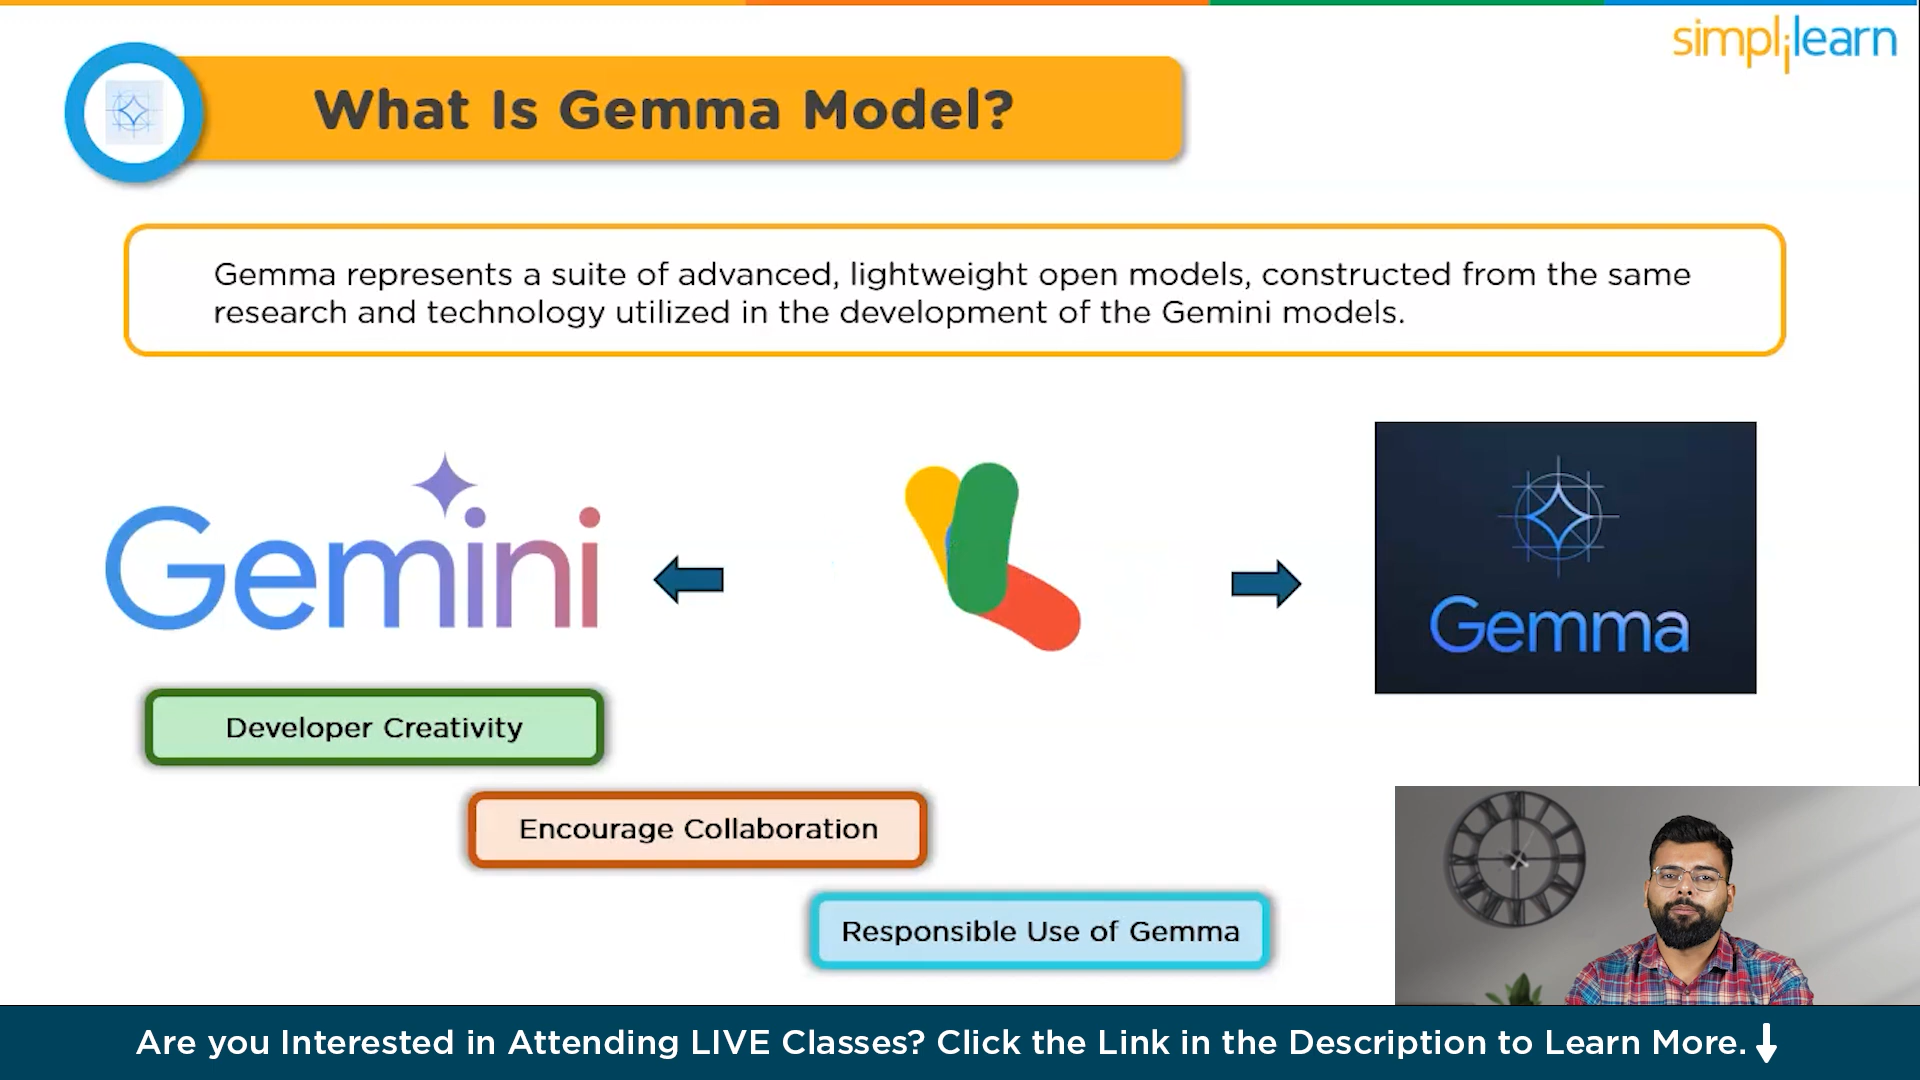 simplilearn
What Is Gemma Model?
Gemma represents a suite of advanced, lightweight open models, constructed from the same
research and technology utilized in the development of the Gemini models.
Gemini
Gemma
Developer Creativity
Encourage Collaboration
Responsible Use of Gemma
Are you Interested in Attending LIVE Classes? Click the Link in the Description to Learn More.